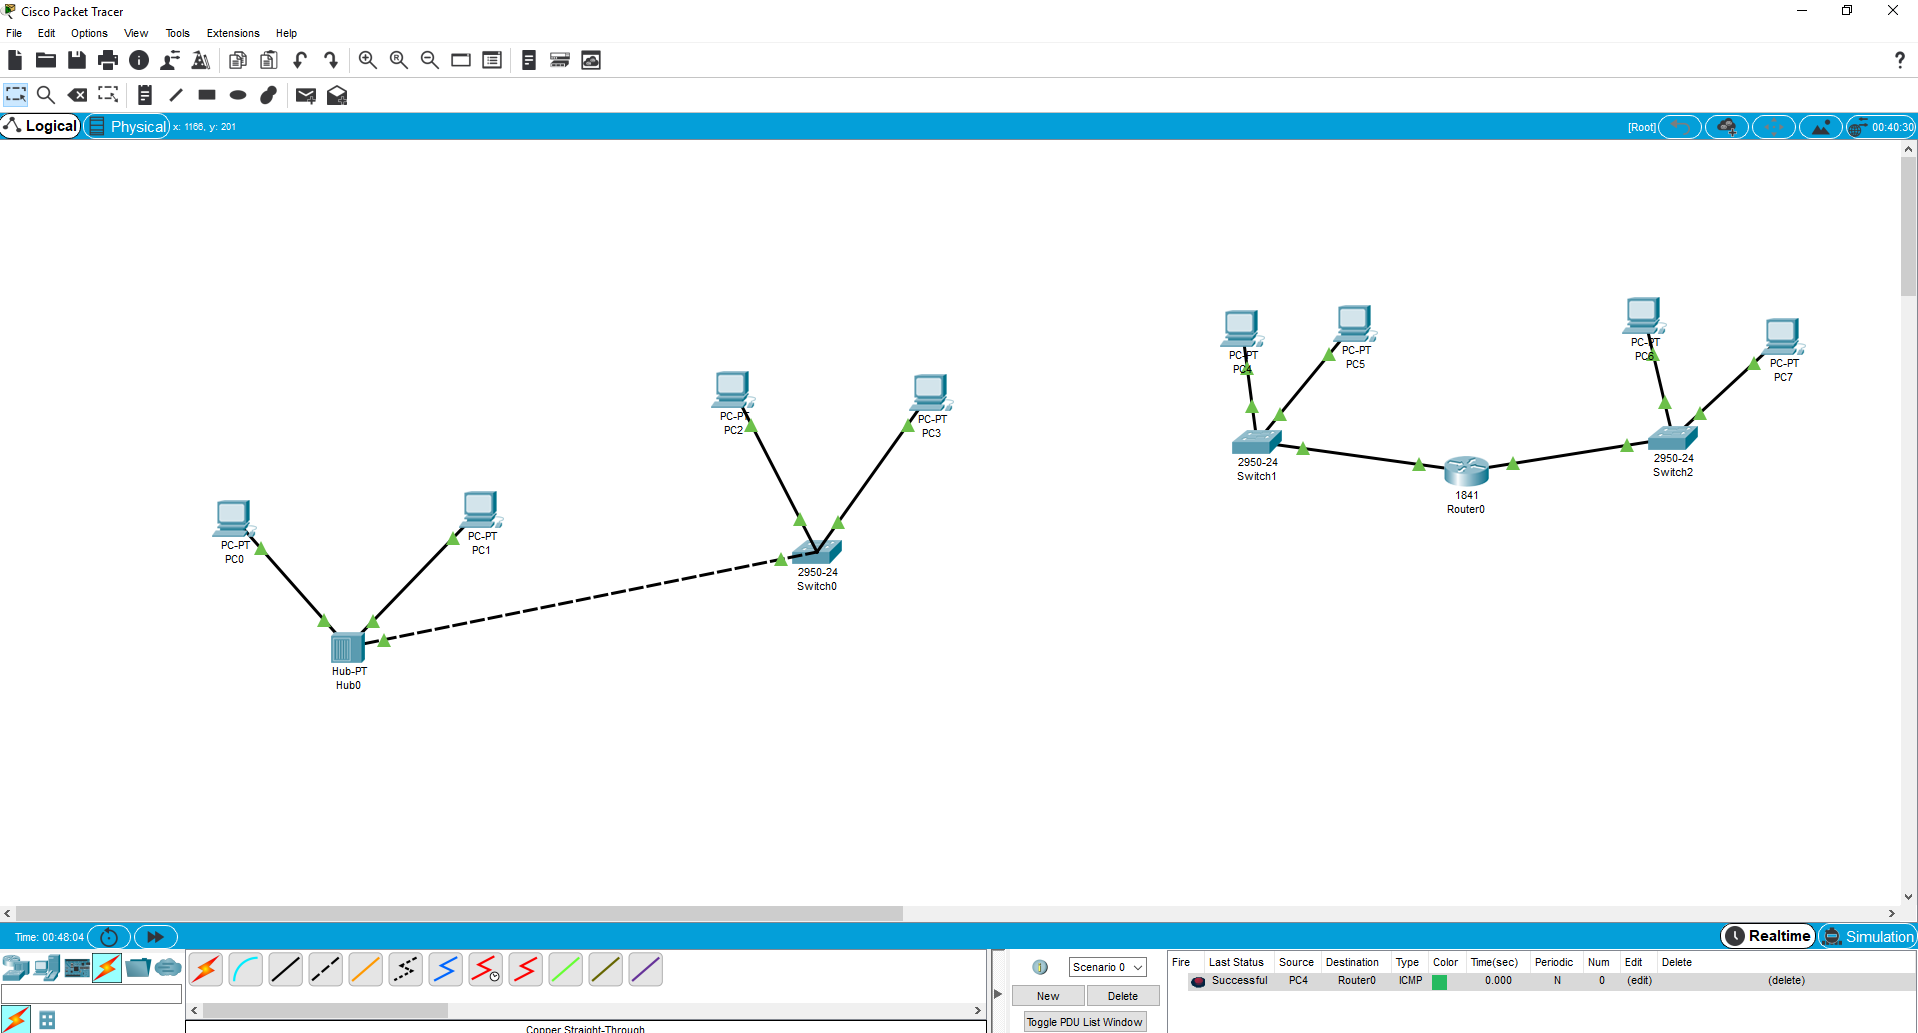 Cisco Packet Tracer
File Edit Options View Tools Extensions Help
R
?
Logical Physical x: 1166, y: 201 [Root] 00:40:30
PC-PT
PC6
PC-PT
PC7
PC-PT
PC4
PC-PT
PC5
PC-PT
PC2
PC-PT
PC3
2950-24
Switch1
2950-24
Switch2
1841
Router0
PC-PT
PC0
PC-PT
PC1
2950-24
Switch0
Hub-PT
Hub0
Time: 00:48:04 Realtime Simulation
Scenario 0
New Delete
Toggle PDU List Window
Fire Last Status Source Destination Type Color Time(sec) Periodic Num Edit Delete
Successful PC4 Router0 ICMP 0.000 N 0 (edit) (delete)
Copper Straight-Through